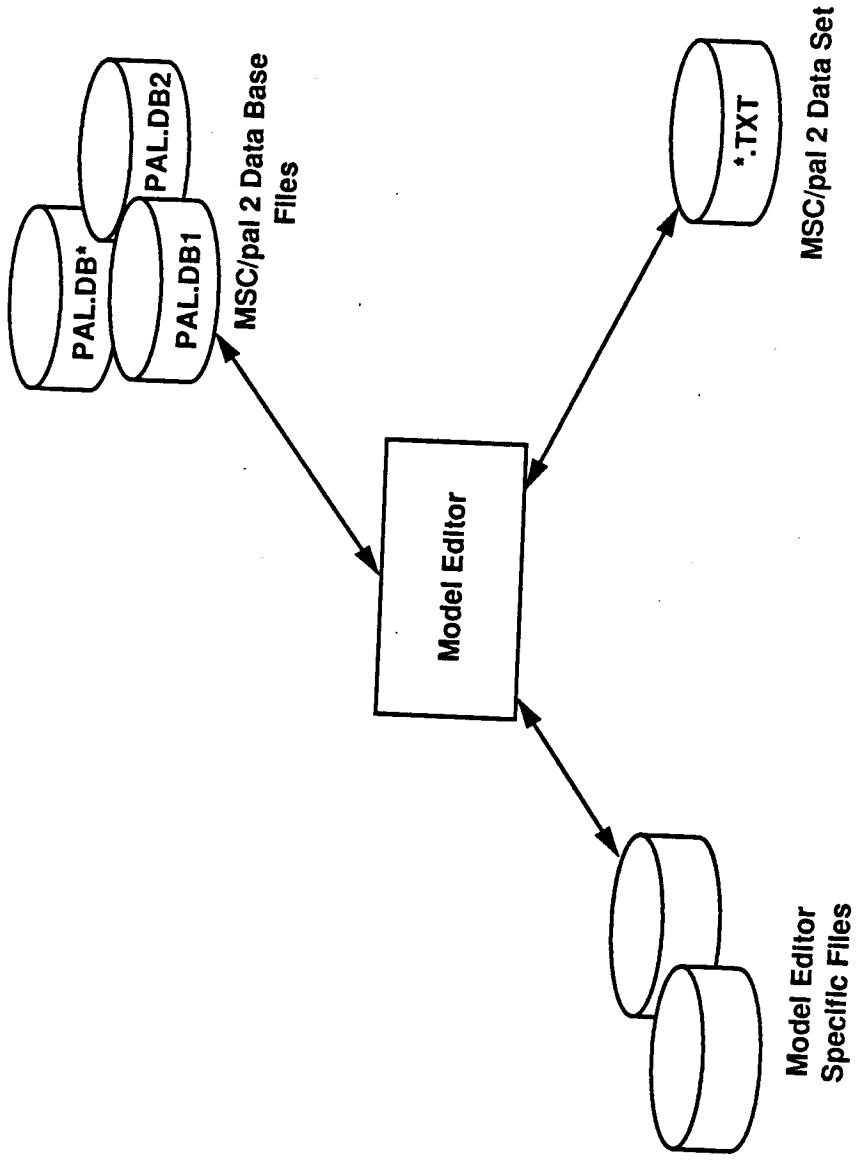 PAL.DB*
PAL.DB2
PAL.DB1
MSC/pal 2 Data Base
Files
Model Editor
*.TXT
MSC/pal 2 Data Set
Model Editor
Specific Files